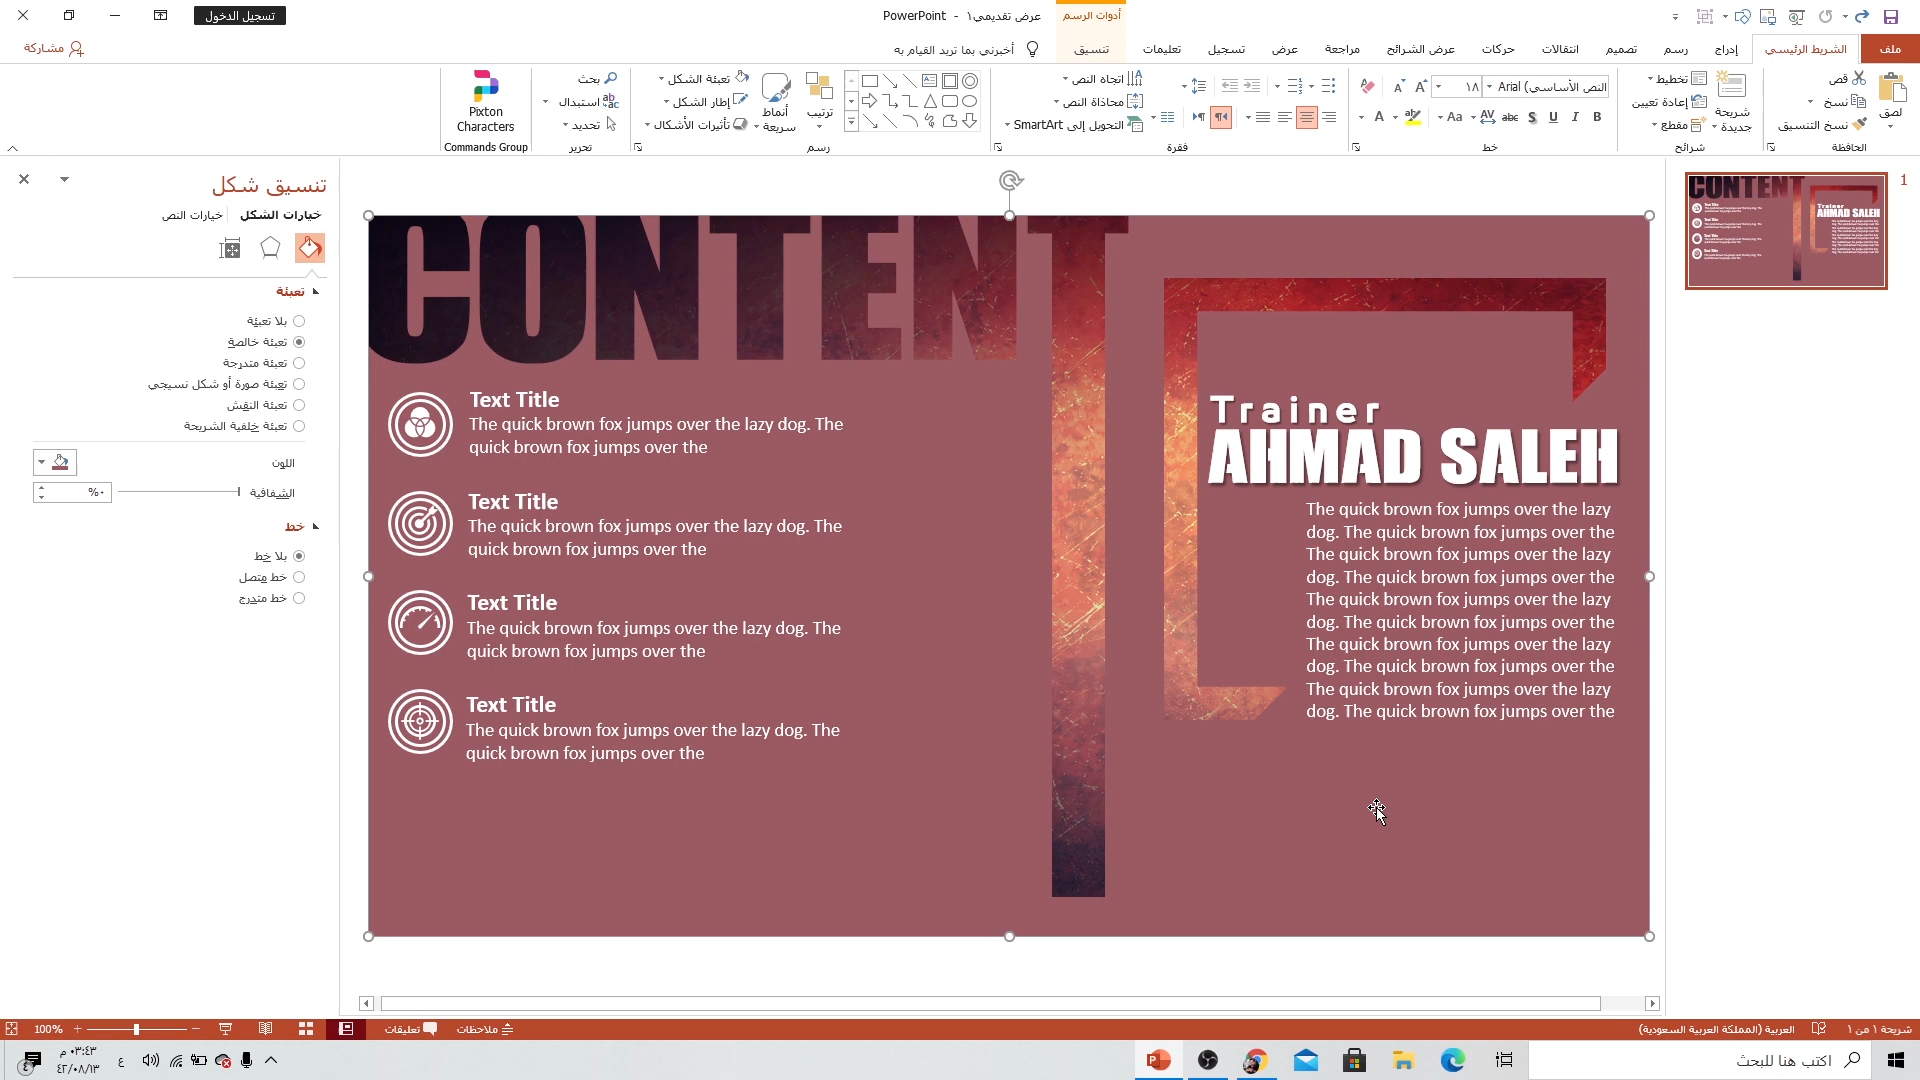 تسجيل الدخول
عرض تقديمي١ - PowerPoint
أدوات الرسم
ملف
الشريط الرئيسي
إدراج
رسم
تصميم
انتقالات
حركات
عرض الشرائح
مراجعة
عرض
تسجيل
تعليمات
تنسيق
أخبرني بما تريد القيام به
مشاركة
لصق
قص
نسخ
نسخ التنسيق
الحافظة
شريحة جديدة
تخطيط
إعادة تعيين
مقطع
شرائح
النص الأساسي) Arial
١٨
خط
اتجاه النص
محاذاة النص
التحويل إلى SmartArt
فقرة
ترتيب
أنماط سريعة
تعبئة الشكل
إطار الشكل
تأثيرات الأشكال
رسم
بحث
استبدال
تحديد
تحرير
Pixton
Characters
Commands Group
تنسيق شكل
خيارات الشكل
خيارات النص
تعبئة
بلا تعبئة
تعبئة خالصة
تعبئة متدرجة
تعبئة صورة أو شكل نسيجي
تعبئة النقش
تعبئة خلفية الشريحة
اللون
الشفافية
٠%
خط
بلا خط
خط متصل
خط متدرج
CONTENT
Text Title
The quick brown fox jumps over the lazy dog. The
quick brown fox jumps over the
Text Title
The quick brown fox jumps over the lazy dog. The
quick brown fox jumps over the
Text Title
The quick brown fox jumps over the lazy dog. The
quick brown fox jumps over the
Text Title
The quick brown fox jumps over the lazy dog. The
quick brown fox jumps over the
Trainer
AHMAD SALEH
The quick brown fox jumps over the lazy
dog. The quick brown fox jumps over the
The quick brown fox jumps over the lazy
dog. The quick brown fox jumps over the
The quick brown fox jumps over the lazy
dog. The quick brown fox jumps over the
The quick brown fox jumps over the lazy
dog. The quick brown fox jumps over the
The quick brown fox jumps over the lazy
dog. The quick brown fox jumps over the
1
CONTENT
Trainer
AHMAD SALEH
شريحة ١ من ١
العربية (المملكة العربية السعودية)
ملاحظات
تعليقات
100%
اكتب هنا للبحث
ع
٠٣:٤٣ م
٤٢/٠٨/١٣